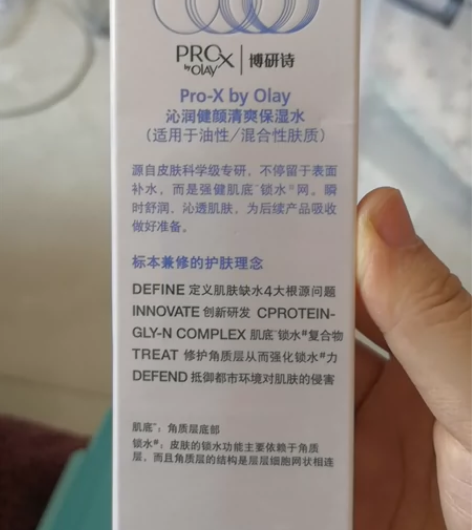 PROX
by OLAY
博研诗
Pro-X by Olay
沁润健颜清爽保湿水
（适用于油性/混合性肤质）
源自皮肤科学级专研，不停留于表面
补水，而是强健肌底*锁水#网。瞬
时舒润，沁透肌肤，为后续产品吸收
做好准备。
标本兼修的护肤理念
DEFINE 定义肌肤缺水4大根源问题
INNOVATE 创新研发 CPROTEIN-
GLY-N COMPLEX 肌底*锁水#复合物
TREAT 修护角质层从而强化锁水#力
DEFEND 抵御都市环境对肌肤的侵害
肌底*：角质层底部
锁水#：皮肤的锁水功能主要依赖于角质
层，而且角质层的结构是层层细胞网状相连